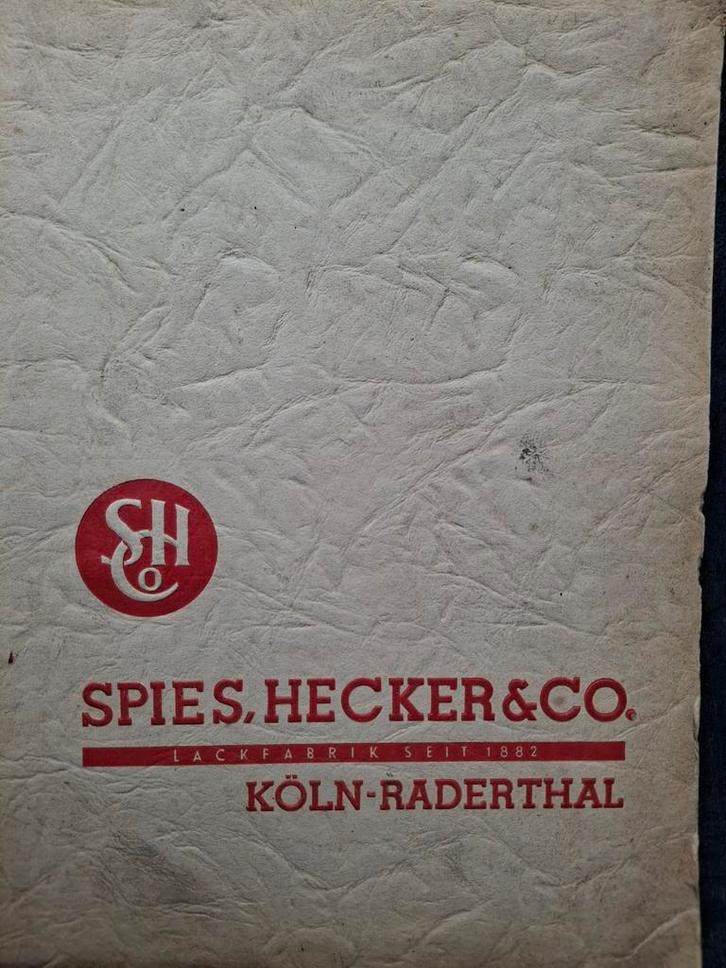 SHCo
SPIES, HECKER & CO.
LACKFABRIK SEIT 1882
KÖLN-RADERTHAL